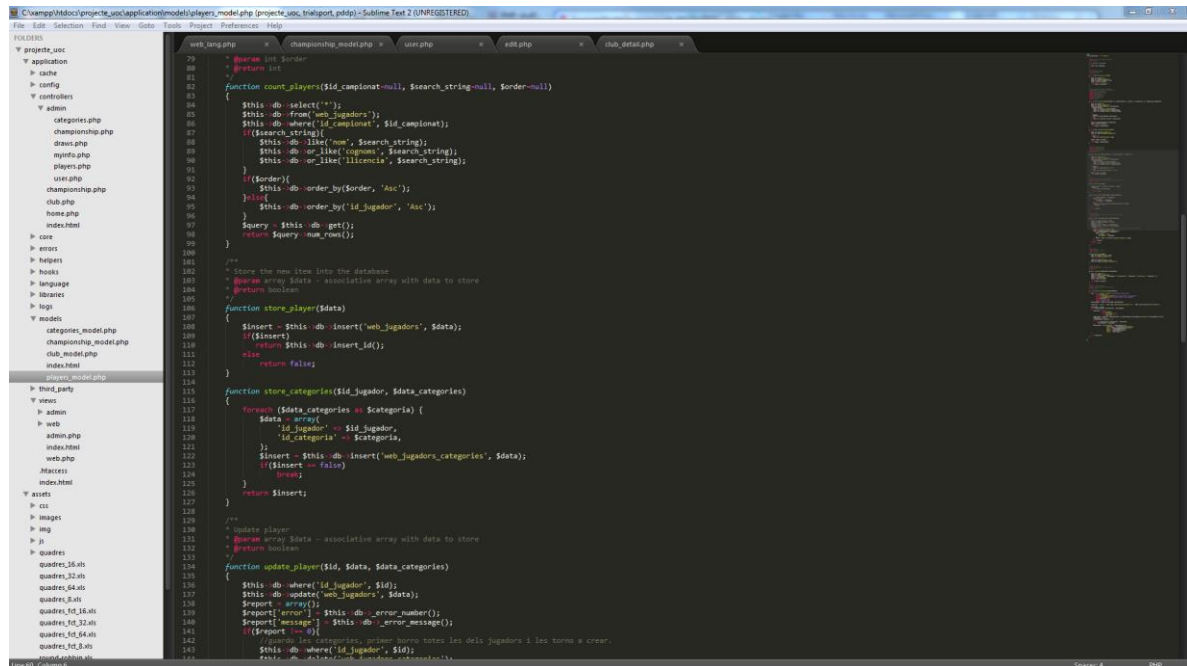 C:\xampp\htdocs\projecte_uoc\application\models\players_model.php (projecte_uoc, trialsport, pddp) - Sublime Text 2 (UNREGISTERED)
File Edit Selection Find View Goto Tools Project Preferences Help
FOLDERS
projecte_uoc
application
cache
config
controllers
admin
categories.php
championship.php
draws.php
myinfo.php
players.php
user.php
championship.php
club.php
home.php
index.html
core
errors
helpers
hooks
language
libraries
logs
models
categories_model.php
championship_model.php
club_model.php
index.html
players_model.php
third_party
views
admin
web
admin.php
index.html
web.php
.htaccess
index.html
assets
css
images
img
js
quadres
quadres_16.xls
quadres_32.xls
quadres_64.xls
quadres_8.xls
quadres_fct_16.xls
quadres_fct_32.xls
quadres_fct_64.xls
quadres_fct_8.xls
round-robbin.xls
web_lang.php × championship_model.php × user.php × edit.php × club_detail.php ×
79 * @param int $order
80 * @return int
81 */
82 function count_players($id_campionat=null, $search_string=null, $order=null)
83 {
84 $this->db->select('*');
85 $this->db->from('web_jugadors');
86 $this->db->where('id_campionat', $id_campionat);
87 if($search_string){
88 $this->db->like('nom', $search_string);
89 $this->db->or_like('cognoms', $search_string);
90 $this->db->or_like('llicencia', $search_string);
91 }
92 if($order){
93 $this->db->order_by($order, 'Asc');
94 }else{
95 $this->db->order_by('id_jugador', 'Asc');
96 }
97 $query = $this->db->get();
98 return $query->num_rows();
99 }
100
101 /**
102 * Store the new item into the database
103 * @param array $data - associative array with data to store
104 * @return boolean
105 */
106 function store_player($data)
107 {
108 $insert = $this->db->insert('web_jugadors', $data);
109 if($insert)
110 return $this->db->insert_id();
111 else
112 return false;
113 }
114
115 function store_categories($id_jugador, $data_categories)
116 {
117 foreach ($data_categories as $categoria) {
118 $data = array(
119 'id_jugador' => $id_jugador,
120 'id_categoria' => $categoria,
121 );
122 $insert = $this->db->insert('web_jugadors_categories', $data);
123 if($insert == false)
124 break;
125 }
126 return $insert;
127 }
128
129 /**
130 * Update player
131 * @param array $data - associative array with data to store
132 * @return boolean
133 */
134 function update_player($id, $data, $data_categories)
135 {
136 $this->db->where('id_jugador', $id);
137 $this->db->update('web_jugadors', $data);
138 $report = array();
139 $report['error'] = $this->db->_error_number();
140 $report['message'] = $this->db->_error_message();
141 if($report !== 0){
142 //guardo les categories, primer borro totes les dels jugadors i les torno a crear.
143 $this->db->where('id_jugador', $id);
144 $this->db->delete('web_jugadors_categories');
Line 60, Column 6
Spaces: 4 PHP